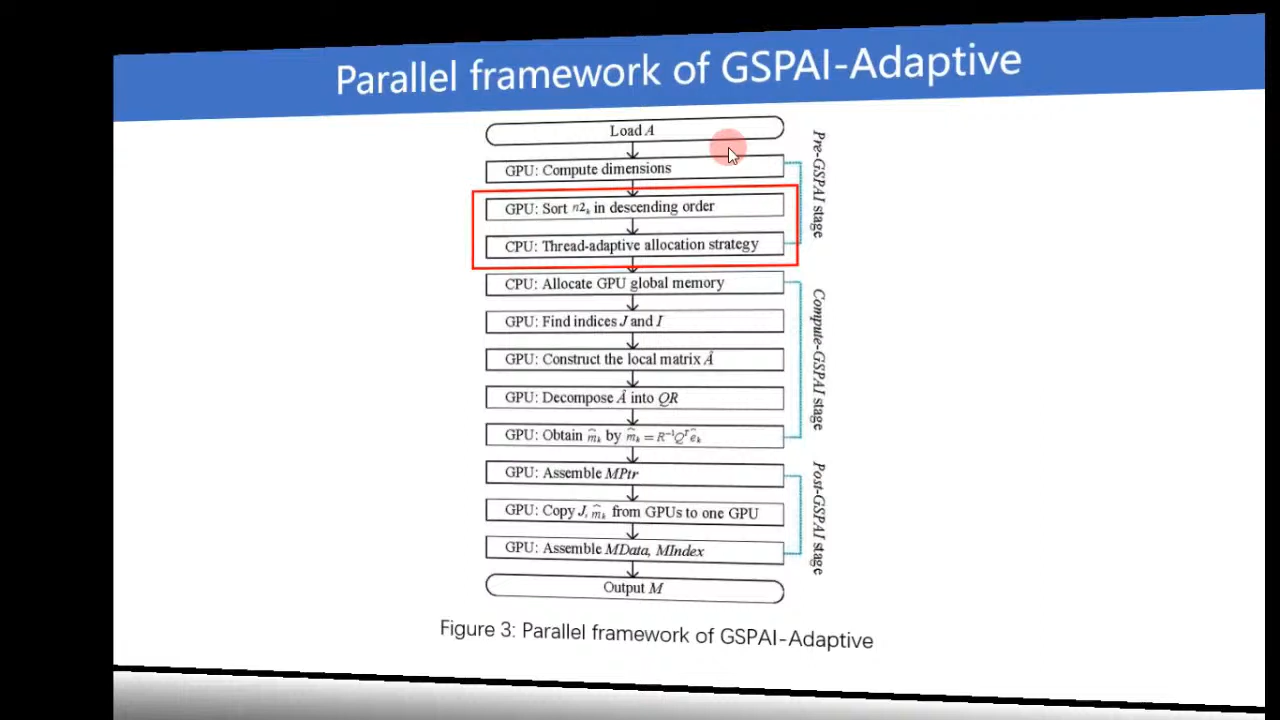 Parallel framework of GSPAI-Adaptive
Load A
GPU: Compute dimensions
GPU: Sort n2ₖ in descending order
CPU: Thread-adaptive allocation strategy
Pre-GSPAI stage
CPU: Allocate GPU global memory
GPU: Find indices J and I
GPU: Construct the local matrix Â
GPU: Decompose Â into QR
GPU: Obtain m̂ₖ by m̂ₖ = R⁻¹Qᵀêₖ
Compute-GSPAI stage
GPU: Assemble MPtr
GPU: Copy J, m̂ₖ from GPUs to one GPU
GPU: Assemble MData, MIndex
Post-GSPAI stage
Output M
Figure 3: Parallel framework of GSPAI-Adaptive